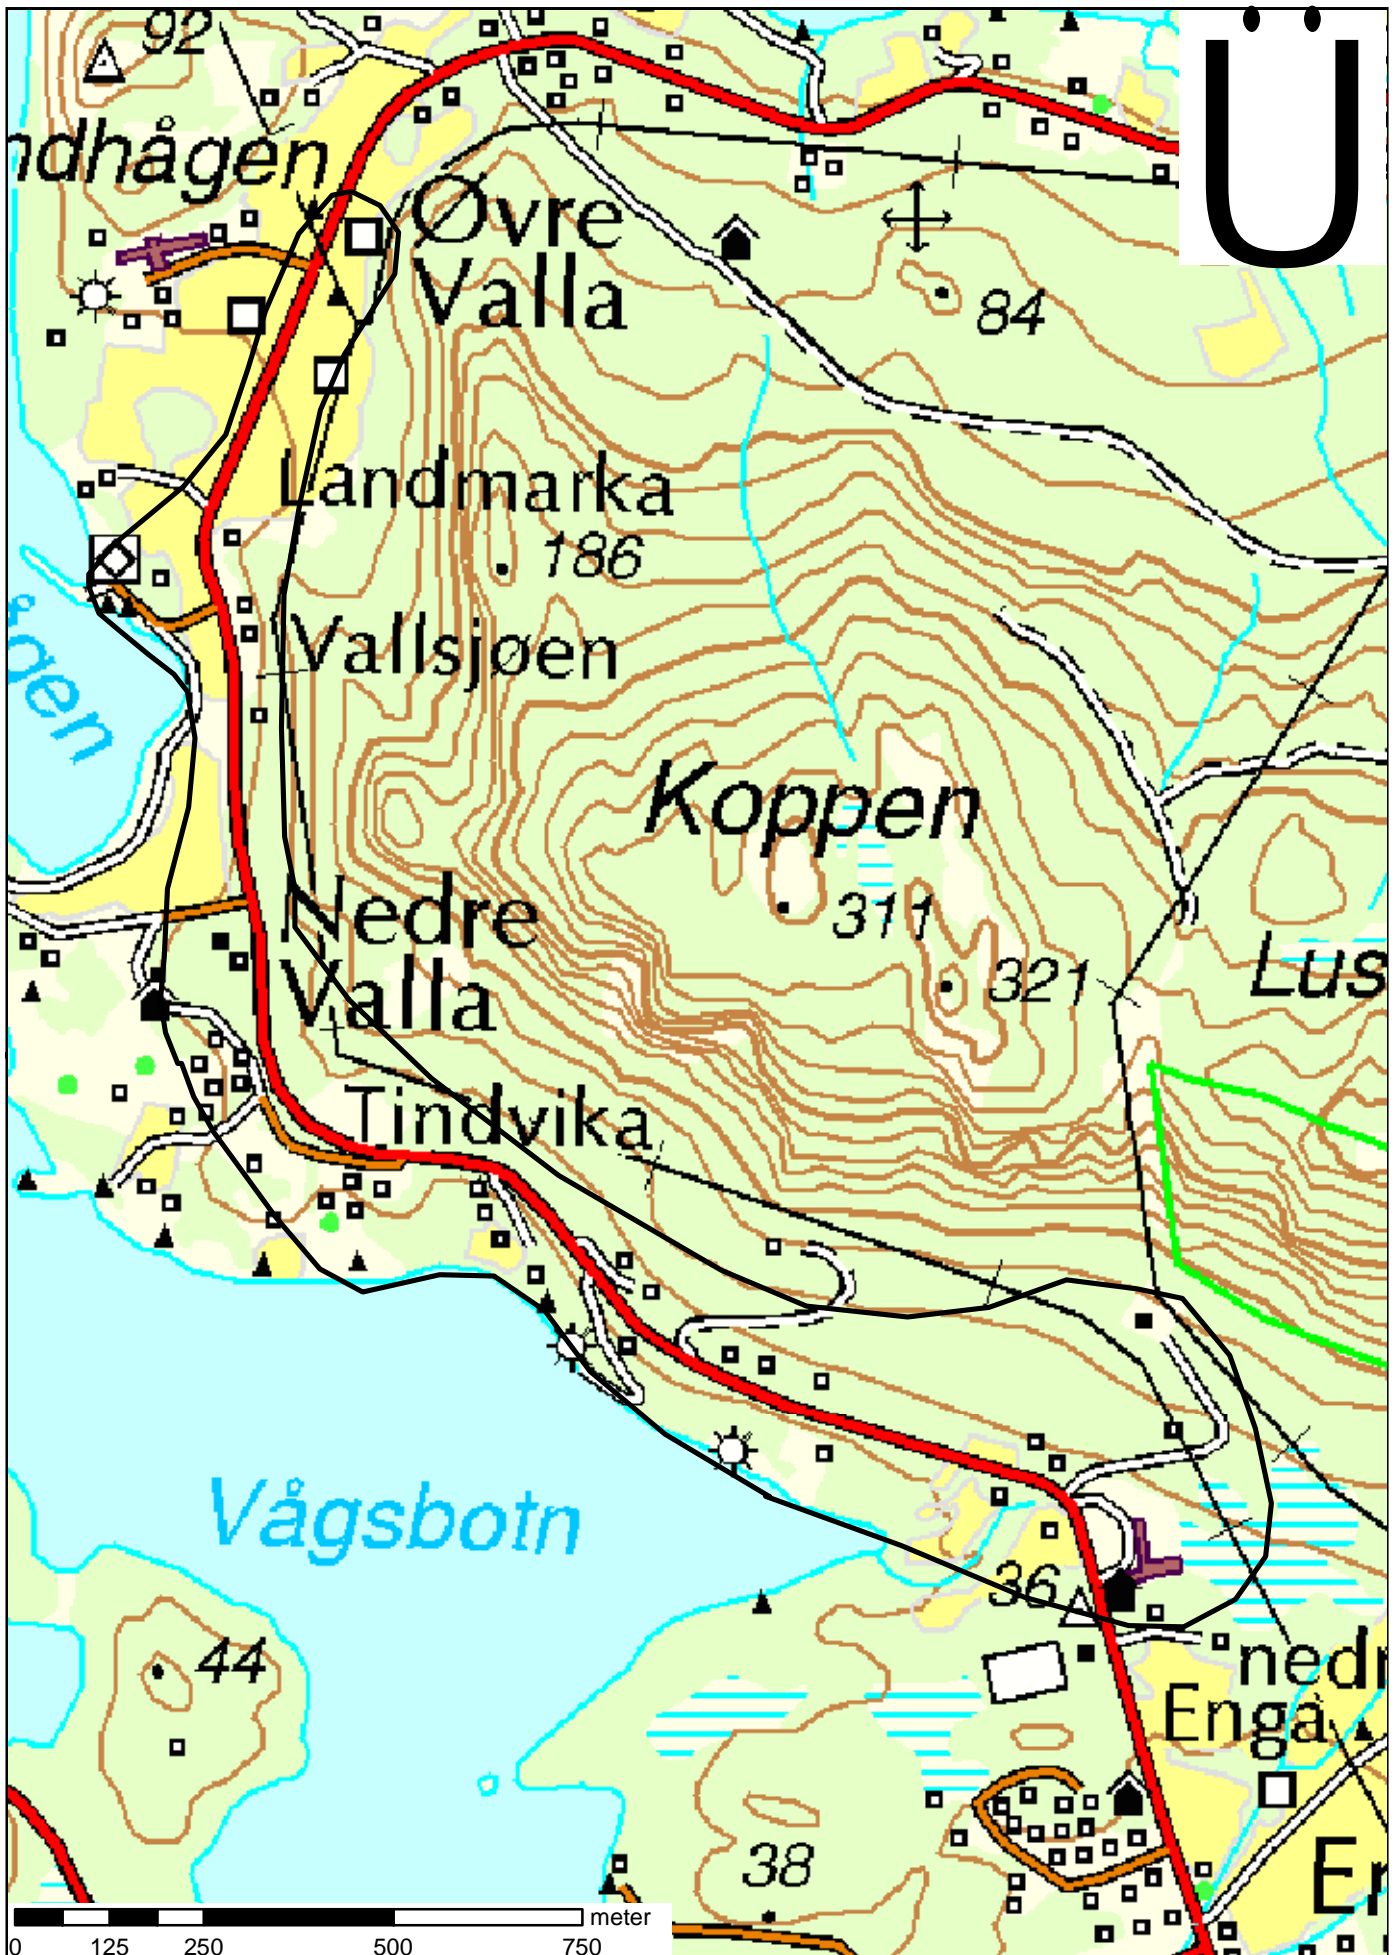 92
Ü
ndhågen
Øvre
Valla
84
Landmarka
186
Vallsjøen
ågen
Koppen
311
Nedre
Valla
321
Lus
Tindvika
Vågsbotn
36
44
nedr
Engå
38
Er
meter
0 125 250 500 750